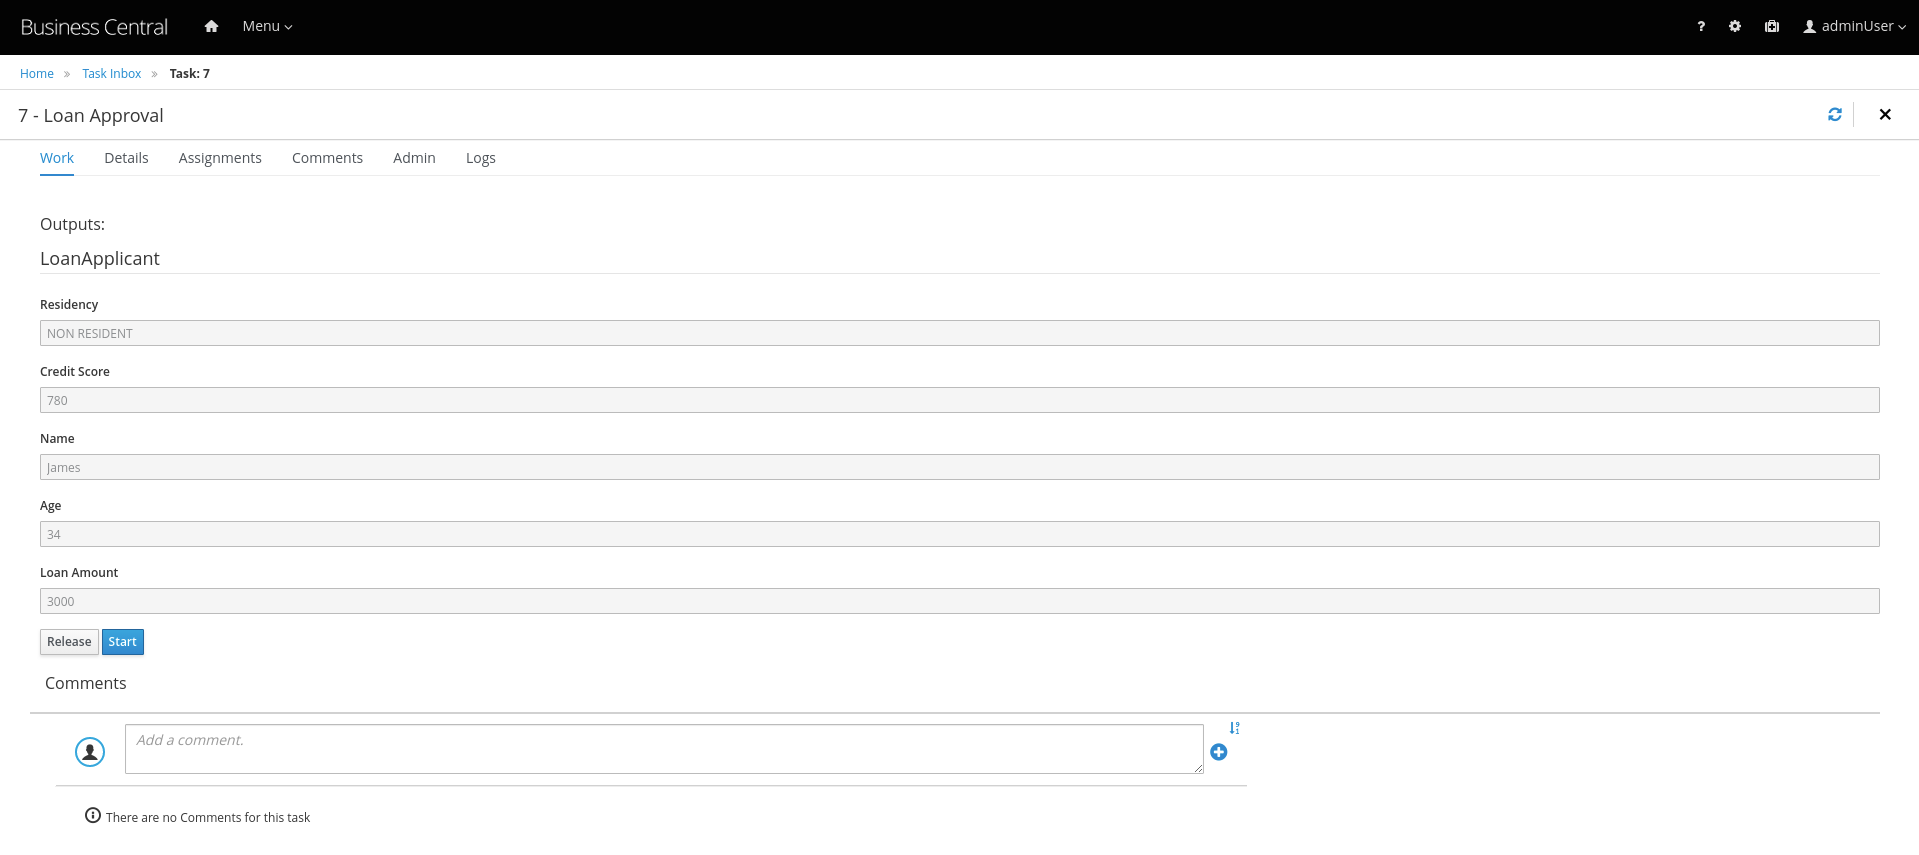 Business Central Menu ? adminUser
Home » Task Inbox » Task: 7
7 - Loan Approval
Work Details Assignments Comments Admin Logs
Outputs:
LoanApplicant
Residency
NON RESIDENT
Credit Score
780
Name
James
Age
34
Loan Amount
3000
Release Start
Comments
Add a comment.
There are no Comments for this task